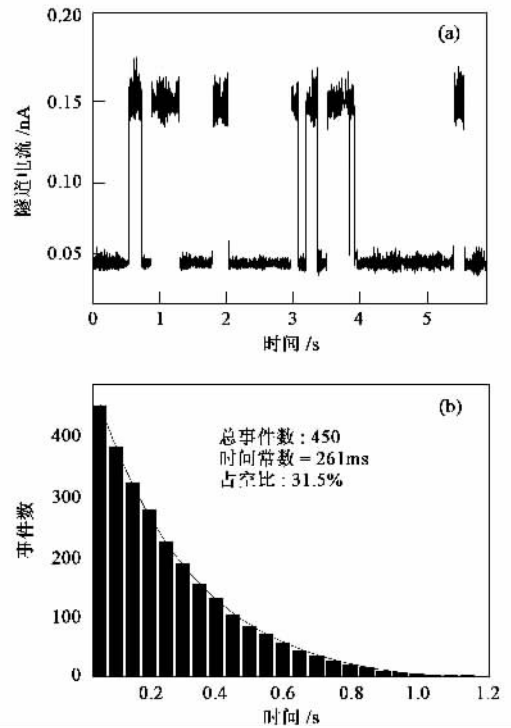 (a)
0.20
0.15
0.10
0.05
隧道电流 /nA
0 1 2 3 4 5
时间 /s
(b)
总事件数 : 450
时间常数 = 261ms
占空比 : 31.5%
400
300
200
100
0
事件数
0.2 0.4 0.6 0.8 1.0 1.2
时间 /s